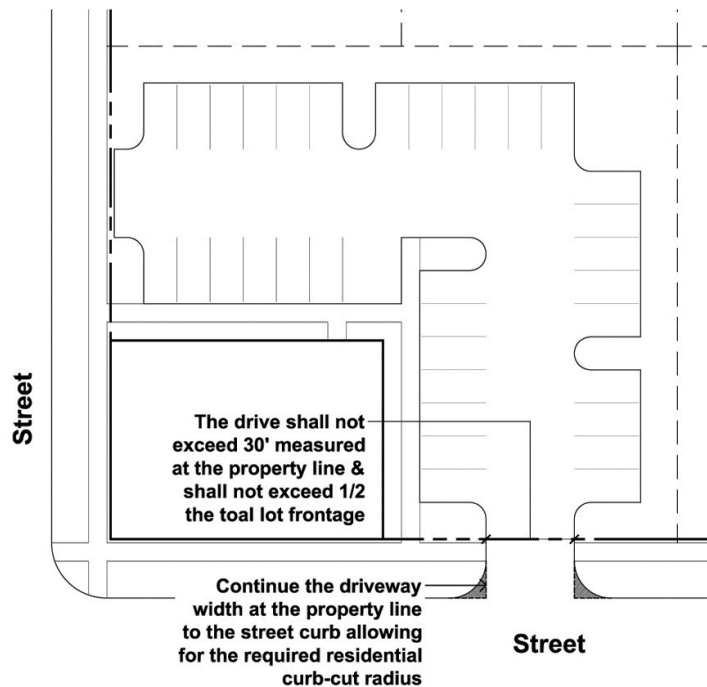 Street
The drive shall not
exceed 30' measured
at the property line &
shall not exceed 1/2
the toal lot frontage
Continue the driveway
width at the property line
to the street curb allowing
for the required residential
curb-cut radius
Street